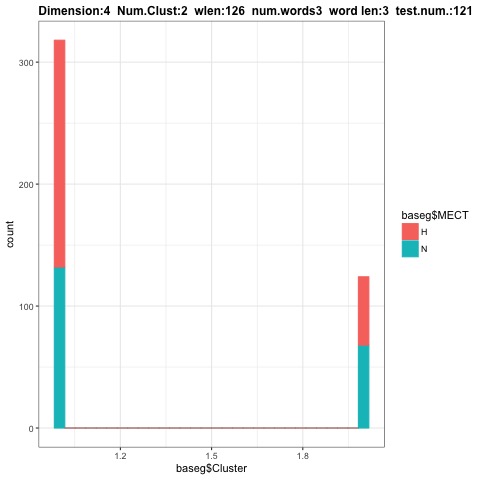 Dimension:4 Num.Clust:2 wlen:126 num.words3 word len:3 test.num.:121
300
200
100
0
count
1.2 1.5 1.8
baseg$Cluster
baseg$MECT
H
N